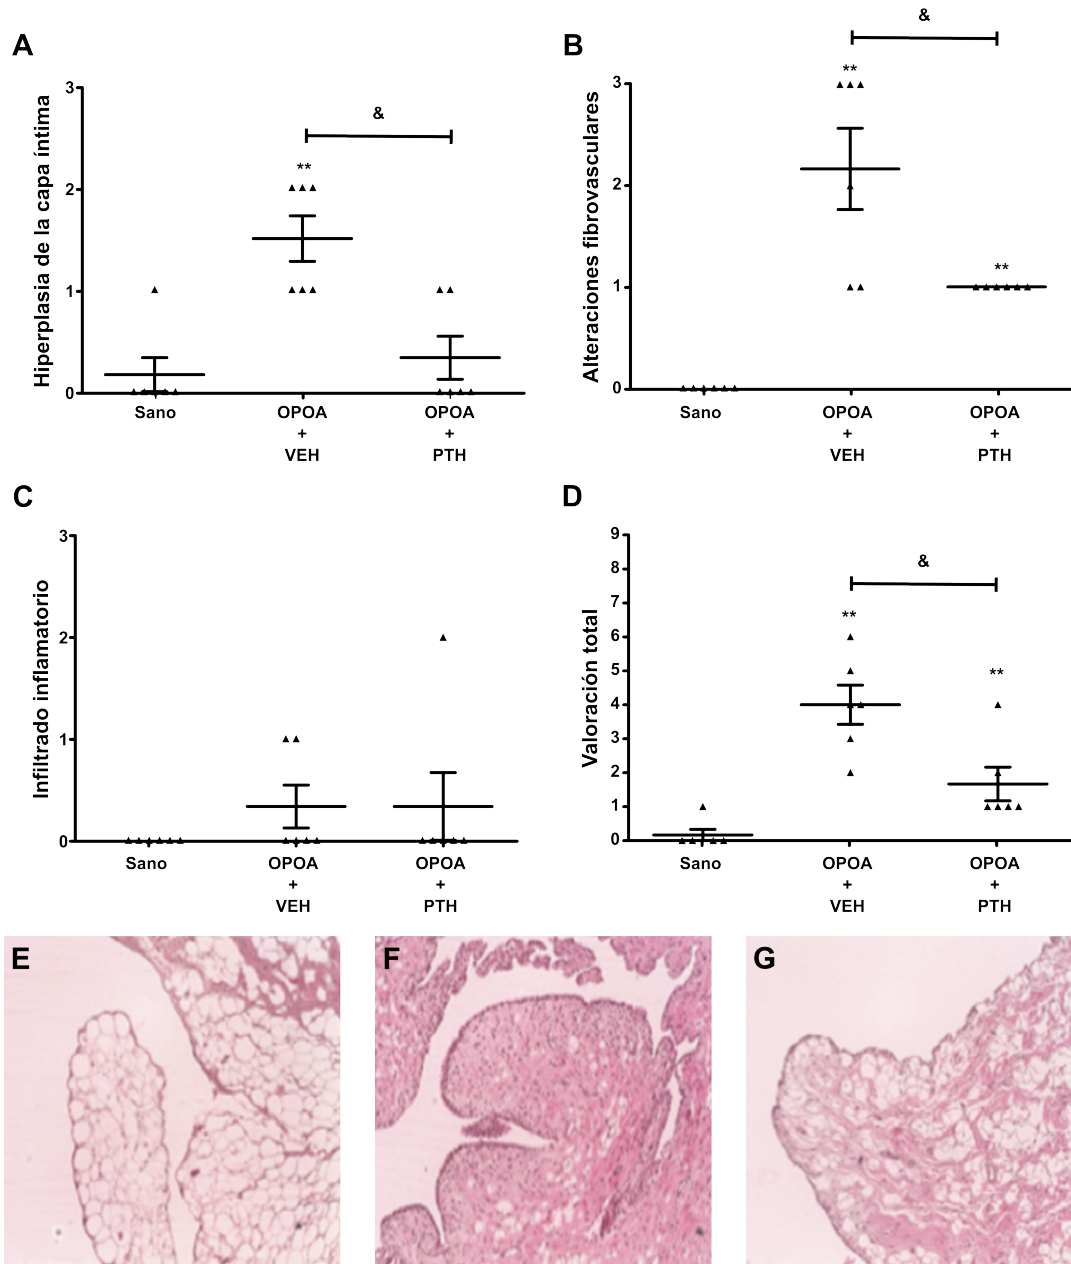 A
Hiperplasia de la capa íntima
3
2
1
0
**
&
Sano
OPOA
+
VEH
OPOA
+
PTH
B
Alteraciones fibrovasculares
3
2
1
0
**
&
**
Sano
OPOA
+
VEH
OPOA
+
PTH
C
Infiltrado inflamatorio
3
2
1
0
Sano
OPOA
+
VEH
OPOA
+
PTH
D
Valoración total
9
8
7
6
5
4
3
2
1
0
**
&
**
Sano
OPOA
+
VEH
OPOA
+
PTH
E
F
G